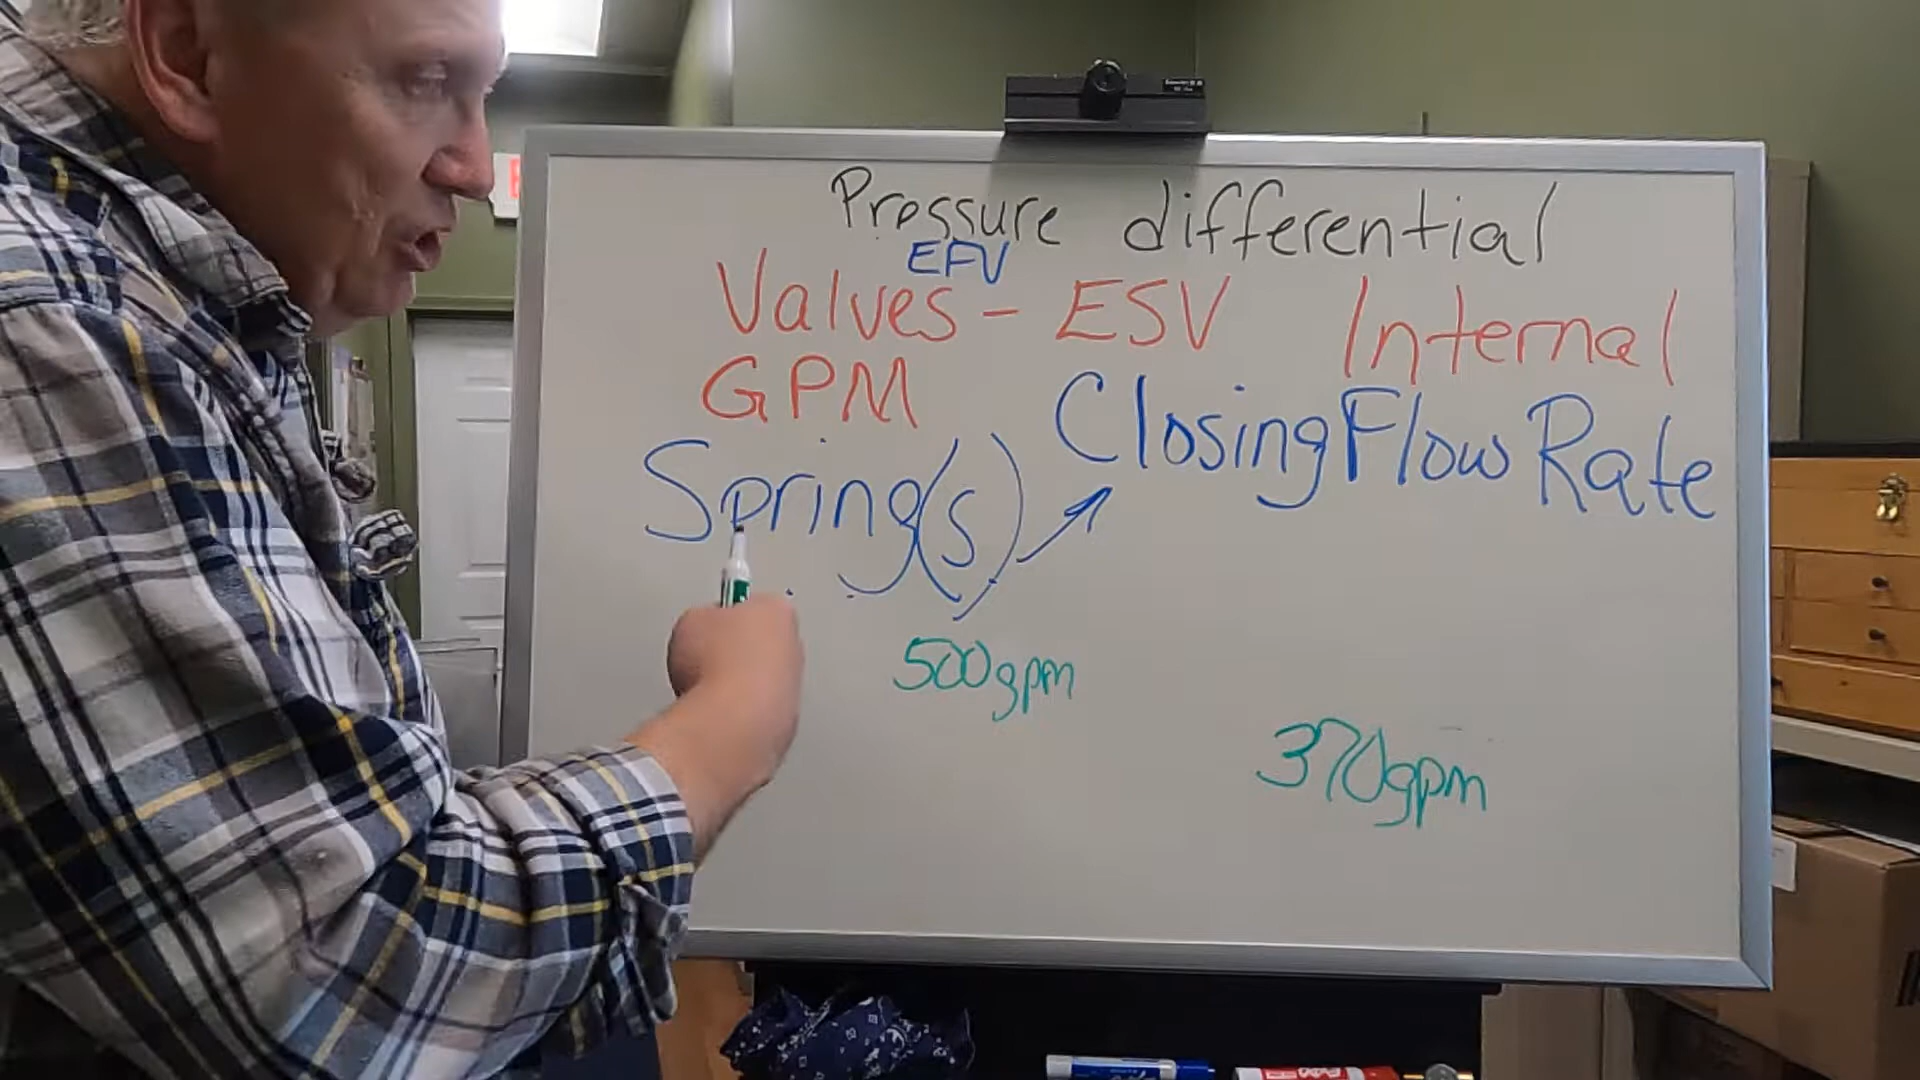 Pressure differential
EFV
Valves - ESV Internal
GPM
Closing Flow Rate
Spring(s)
500gpm
370gpm